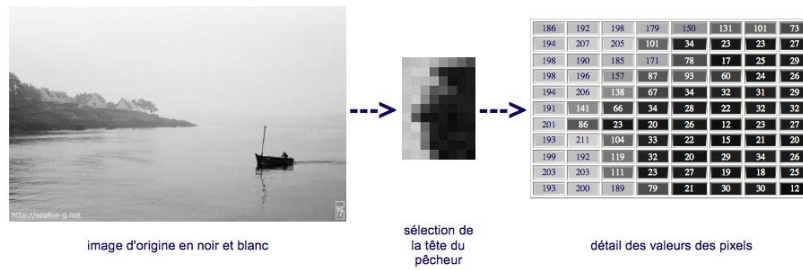 186 192 198 179 150 131 101 73
194 207 205 101 34 23 23 27
198 190 185 171 78 17 25 29
198 196 157 87 93 60 24 26
194 206 138 67 34 32 31 29
191 141 66 34 28 22 32 32
201 86 23 20 26 12 23 27
193 211 104 33 22 15 21 20
199 192 119 32 20 29 34 26
203 203 111 23 27 19 18 25
193 200 189 79 21 30 30 12
http://sophie-g.net
image d'origine en noir et blanc
sélection de
la tête du
pêcheur
détail des valeurs des pixels